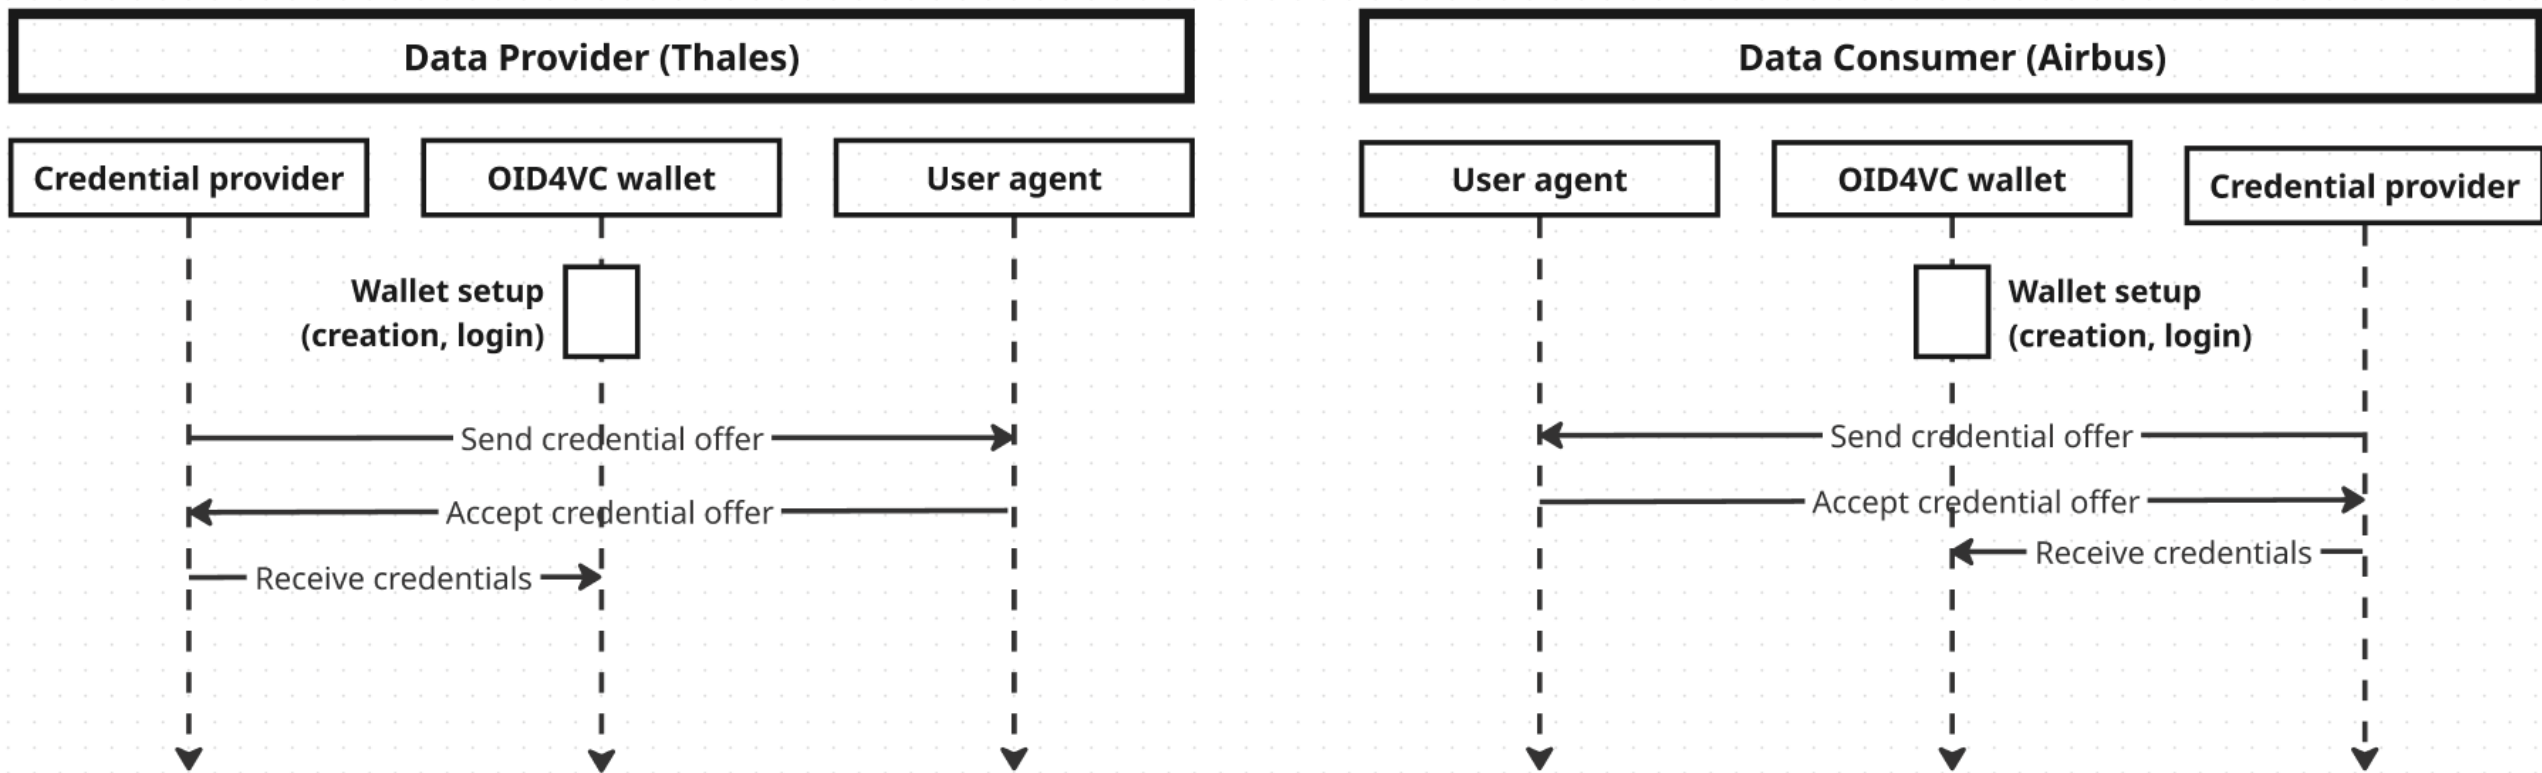 Data Provider (Thales)
Credential provider
OID4VC wallet
User agent
Wallet setup
(creation, login)
Send credential offer
Accept credential offer
Receive credentials
Data Consumer (Airbus)
User agent
OID4VC wallet
Credential provider
Wallet setup
(creation, login)
Send credential offer
Accept credential offer
Receive credentials